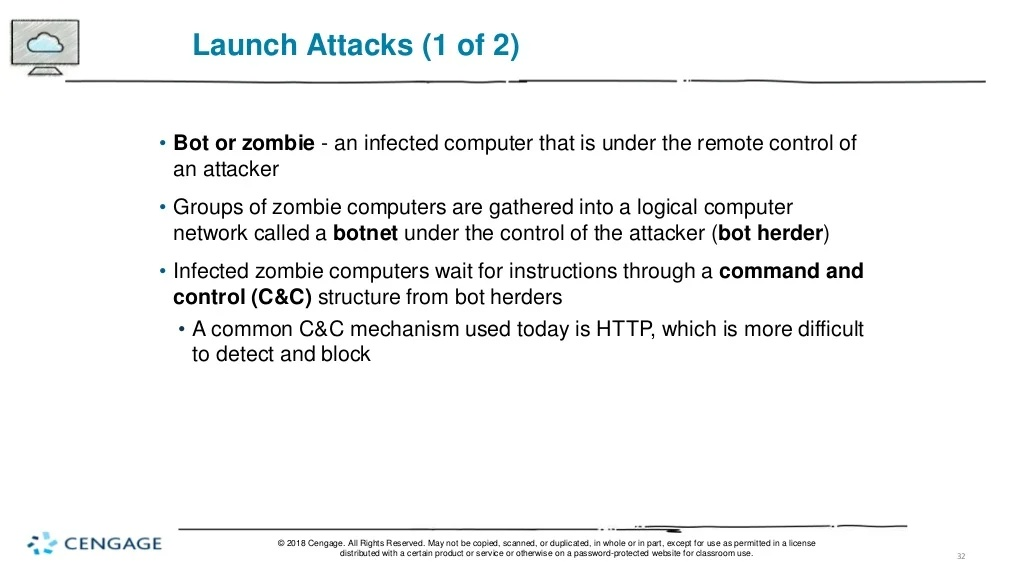 Launch Attacks (1 of 2)
• Bot or zombie - an infected computer that is under the remote control of
an attacker
• Groups of zombie computers are gathered into a logical computer
network called a botnet under the control of the attacker (bot herder)
• Infected zombie computers wait for instructions through a command and
control (C&C) structure from bot herders
• A common C&C mechanism used today is HTTP, which is more difficult
to detect and block
CENGAGE
© 2018 Cengage. All Rights Reserved. May not be copied, scanned, or duplicated, in whole or in part, except for use as permitted in a license
distributed with a certain product or service or otherwise on a password-protected website for classroom use.
32